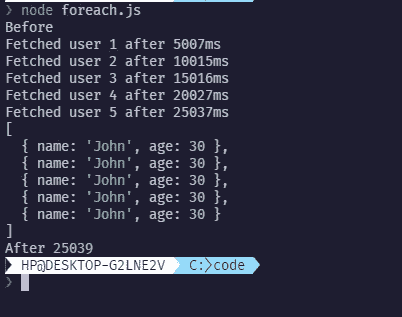 ❯ node foreach.js
Before
Fetched user 1 after 5007ms
Fetched user 2 after 10015ms
Fetched user 3 after 15016ms
Fetched user 4 after 20027ms
Fetched user 5 after 25037ms
[
  { name: 'John', age: 30 },
  { name: 'John', age: 30 },
  { name: 'John', age: 30 },
  { name: 'John', age: 30 },
  { name: 'John', age: 30 }
]
After 25039
HP@DESKTOP-G2LNE2V C:❯code
❯